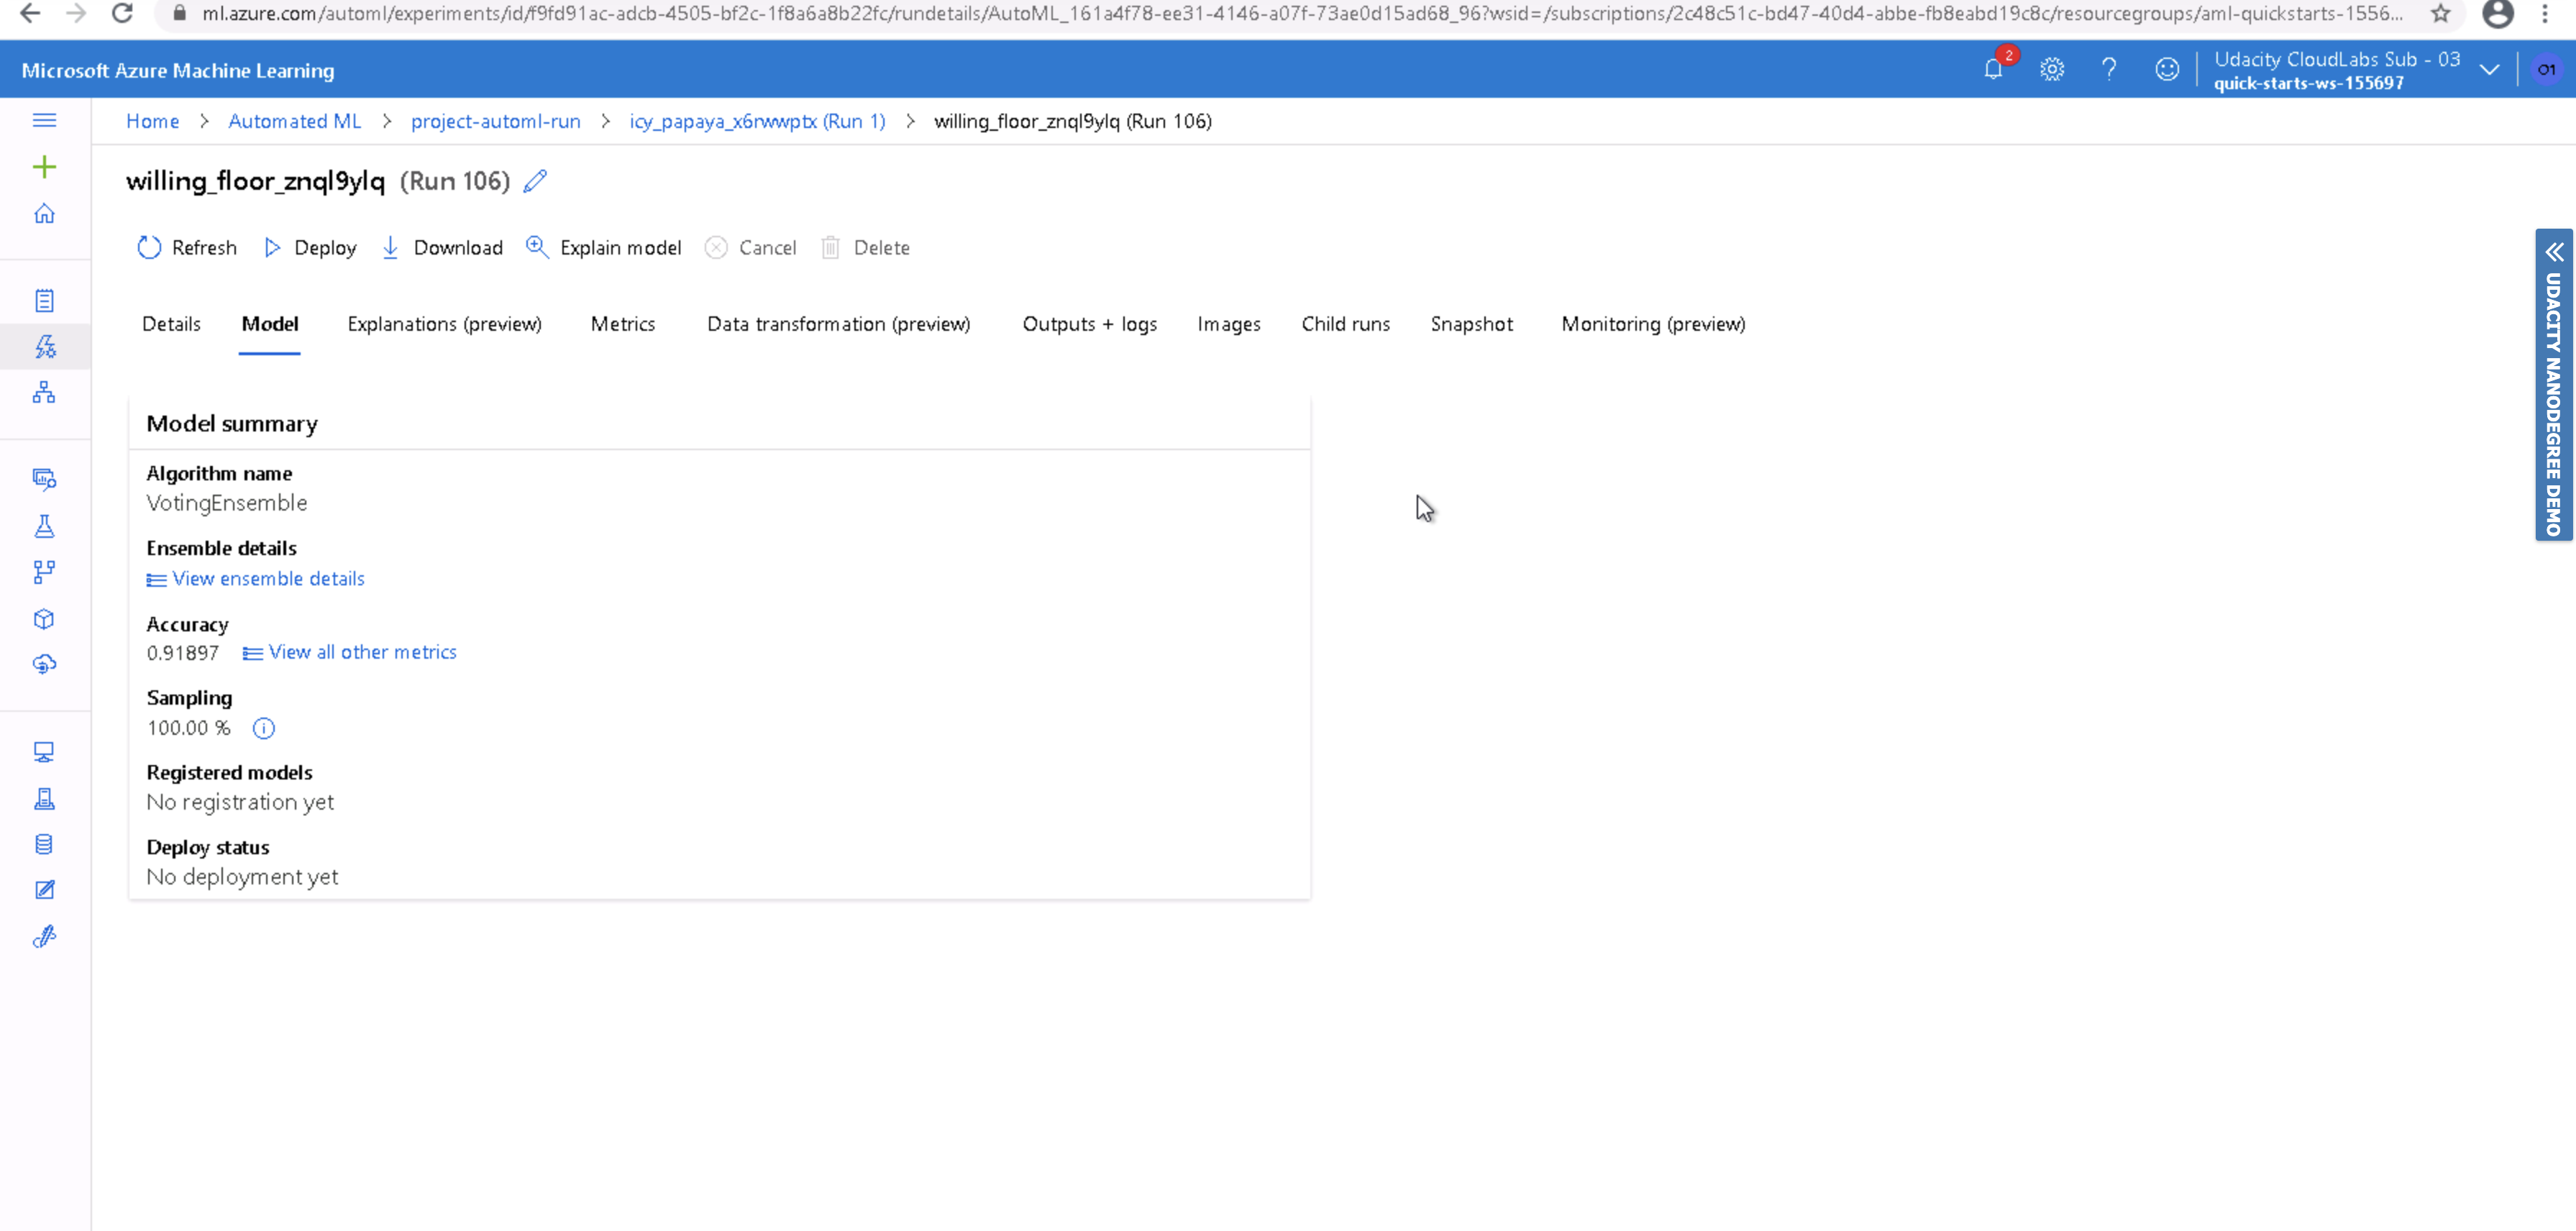 ml.azure.com/automl/experiments/id/f9fd91ac-adcb-4505-bf2c-1f8a6a8b22fc/rundetails/AutoML_161a4f78-ee31-4146-a07f-73ae0d15ad68_96?wsid=/subscriptions/2c48c51c-bd47-40d4-abbe-fb8eabd19c8c/resourcegroups/aml-quickstarts-1556...
Microsoft Azure Machine Learning
2
Udacity CloudLabs Sub - 03
quick-starts-ws-155697
O1
Home > Automated ML > project-automl-run > icy_papaya_x6rwwptx (Run 1) > willing_floor_znql9ylq (Run 106)
willing_floor_znql9ylq (Run 106)
Refresh Deploy Download Explain model Cancel Delete
Details Model Explanations (preview) Metrics Data transformation (preview) Outputs + logs Images Child runs Snapshot Monitoring (preview)
UDACITY NANODEGREE DEMO
Model summary
Algorithm name
VotingEnsemble
Ensemble details
View ensemble details
Accuracy
0.91897 View all other metrics
Sampling
100.00 %
Registered models
No registration yet
Deploy status
No deployment yet